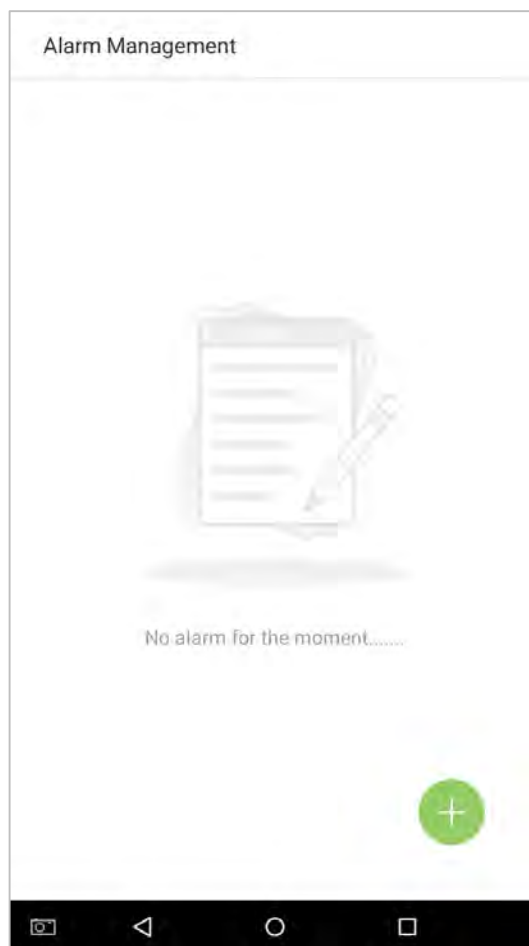 Alarm Management
No alarm for the moment.......